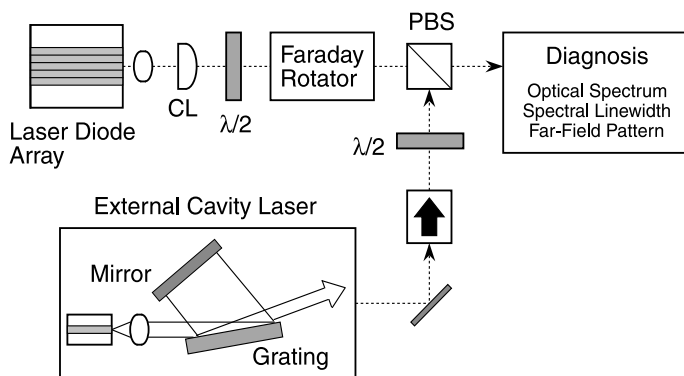 Laser Diode
Array
CL
λ/2
Faraday
Rotator
PBS
Diagnosis
Optical Spectrum
Spectral Linewidth
Far-Field Pattern
λ/2
External Cavity Laser
Mirror
Grating